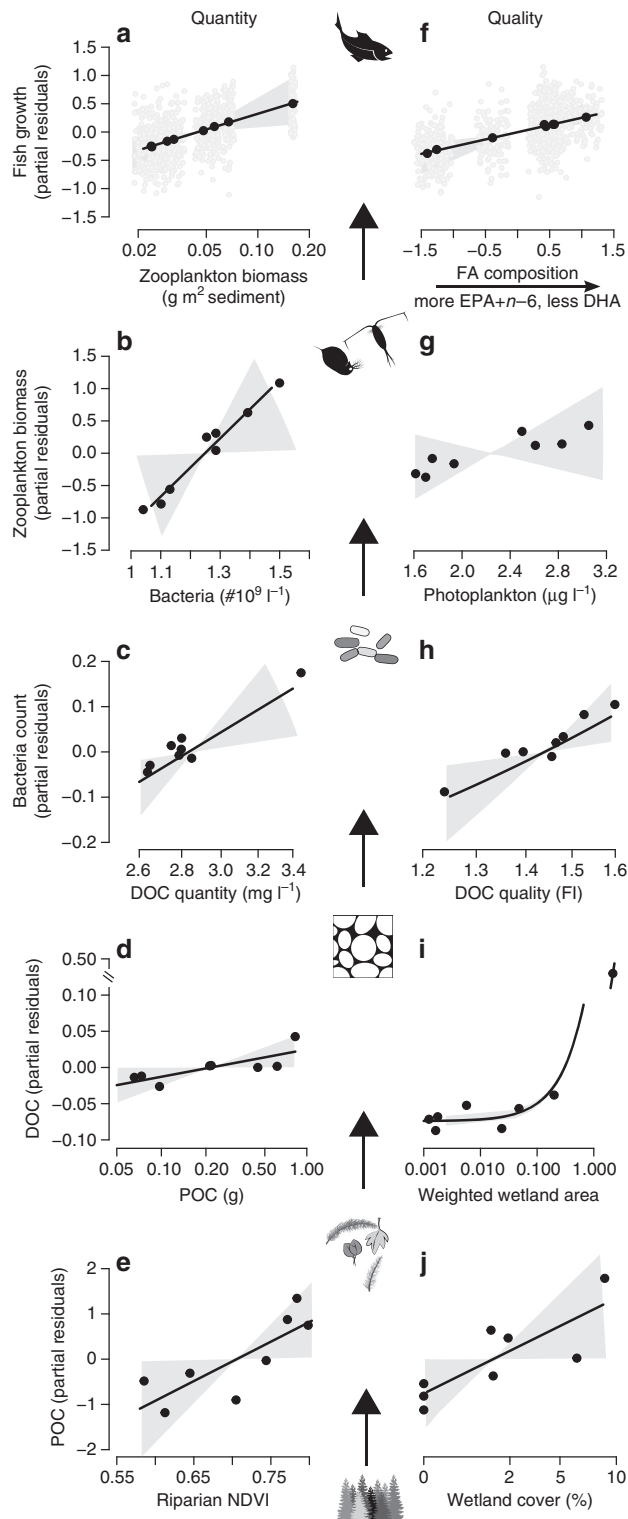 Quantity
Quality
a
f
1.5
1.0
0.5
0.0
−0.5
−1.0
−1.5
Fish growth
(partial residuals)
0.02 0.05 0.10 0.20
−1.5 −0.5 0.5 1.5
Zooplankton biomass
(g m² sediment)
FA composition
more EPA+n−6, less DHA
b
g
1.5
1.0
0.5
0.0
−0.5
−1.0
−1.5
Zooplankton biomass
(partial residuals)
1 1.1 1.3 1.5
1.6 2.0 2.4 2.8 3.2
Bacteria (#10⁹ l⁻¹)
Photoplankton (μg l⁻¹)
c
h
0.2
0.1
0.0
−0.1
−0.2
Bacteria count
(partial residuals)
2.6 2.8 3.0 3.2 3.4
1.2 1.3 1.4 1.5 1.6
DOC quantity (mg l⁻¹)
DOC quality (FI)
d
i
0.50
0.10
0.05
0.00
−0.05
−0.10
DOC (partial residuals)
0.05 0.10 0.20 0.50 1.00
0.001 0.010 0.100 1.000
POC (g)
Weighted wetland area
e
j
2
1
0
−1
−2
POC (partial residuals)
0.55 0.65 0.75
0 2 5 10
Riparian NDVI
Wetland cover (%)